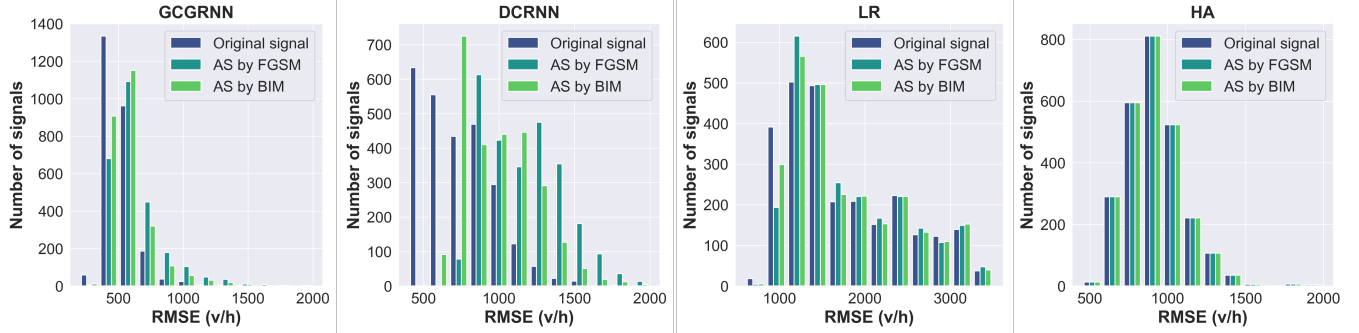 GCGRNN
Number of signals
1400
1200
1000
800
600
400
200
0
Original signal
AS by FGSM
AS by BIM
500 1000 1500 2000
RMSE (v/h)
DCRNN
Number of signals
700
600
500
400
300
200
100
0
Original signal
AS by FGSM
AS by BIM
500 1000 1500 2000
RMSE (v/h)
LR
Number of signals
600
500
400
300
200
100
0
Original signal
AS by FGSM
AS by BIM
1000 2000 3000
RMSE (v/h)
HA
Number of signals
800
600
400
200
0
Original signal
AS by FGSM
AS by BIM
500 1000 1500 2000
RMSE (v/h)